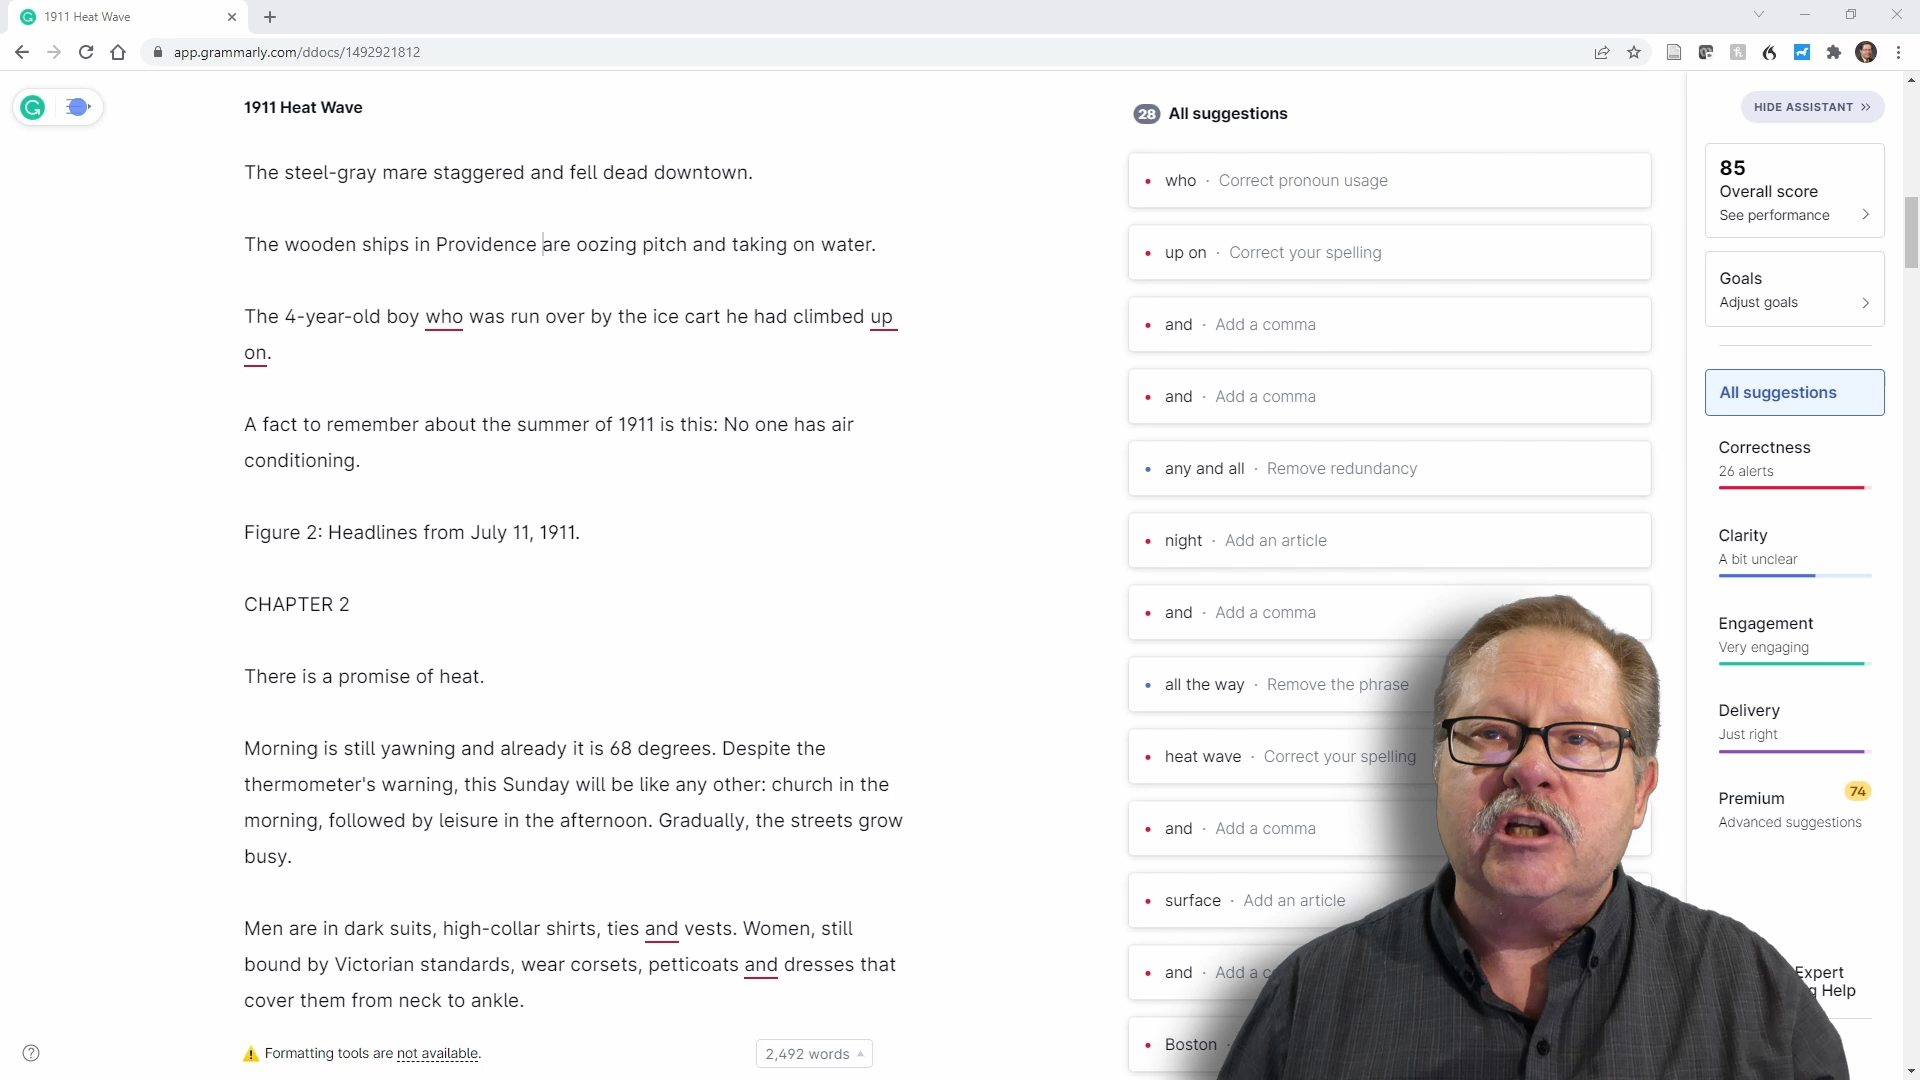 1911 Heat Wave
app.grammarly.com/ddocs/1492921812
1911 Heat Wave
The steel-gray mare staggered and fell dead downtown.
The wooden ships in Providence are oozing pitch and taking on water.
The 4-year-old boy who was run over by the ice cart he had climbed up
on.
A fact to remember about the summer of 1911 is this: No one has air
conditioning.
Figure 2: Headlines from July 11, 1911.
CHAPTER 2
There is a promise of heat.
Morning is still yawning and already it is 68 degrees. Despite the
thermometer's warning, this Sunday will be like any other: church in the
morning, followed by leisure in the afternoon. Gradually, the streets grow
busy.
Men are in dark suits, high-collar shirts, ties and vests. Women, still
bound by Victorian standards, wear corsets, petticoats and dresses that
cover them from neck to ankle.
Formatting tools are not available.
2,492 words
28 All suggestions
who · Correct pronoun usage
up on · Correct your spelling
and · Add a comma
and · Add a comma
any and all · Remove redundancy
night · Add an article
and · Add a comma
all the way · Remove the phrase
heat wave · Correct your spelling
and · Add a comma
surface · Add an article
and · Add a c
Boston ·
HIDE ASSISTANT
85
Overall score
See performance
Goals
Adjust goals
All suggestions
Correctness
26 alerts
Clarity
A bit unclear
Engagement
Very engaging
Delivery
Just right
Premium 74
Advanced suggestions
Expert
g Help